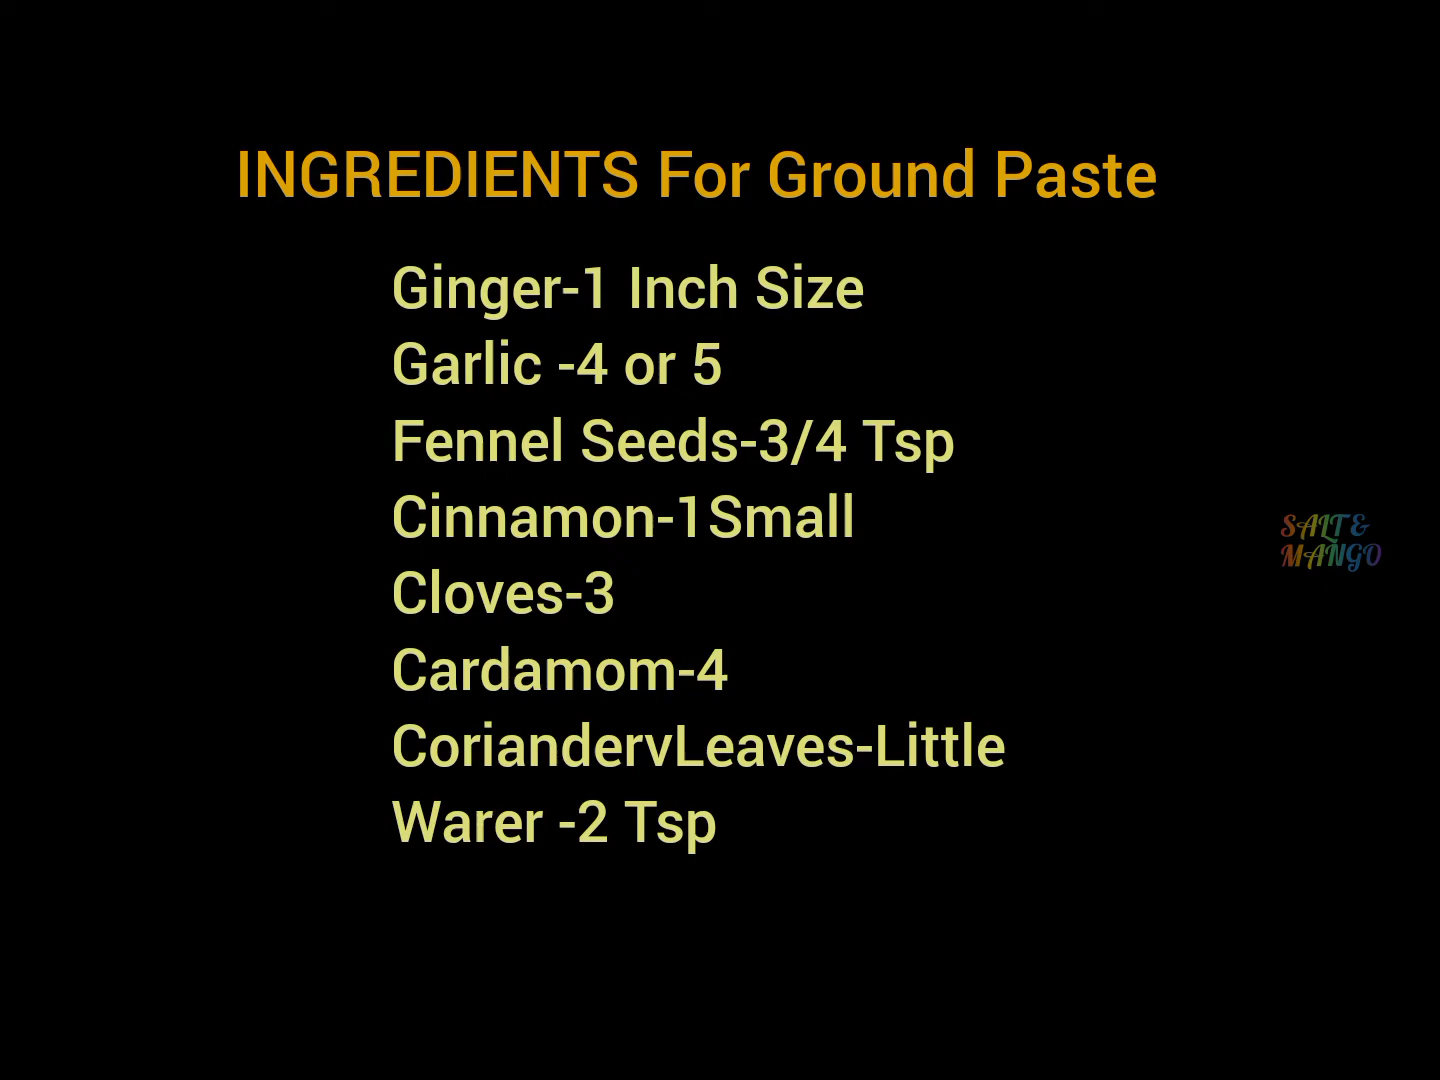 INGREDIENTS For Ground Paste
Ginger-1 Inch Size
Garlic -4 or 5
Fennel Seeds-3/4 Tsp
Cinnamon-1Small
Cloves-3
Cardamom-4
CoriandervLeaves-Little
Warer -2 Tsp
SALT &
MANGO